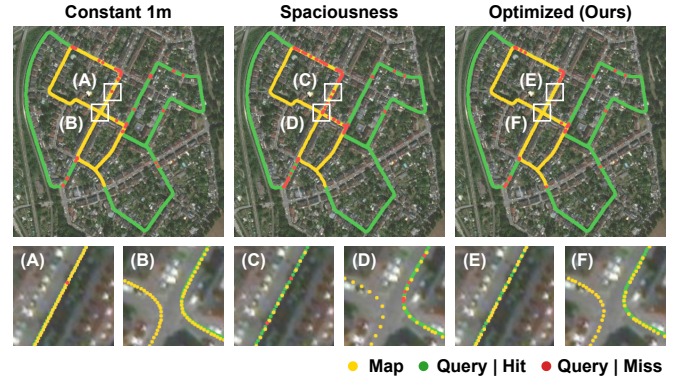 Constant 1m Spaciousness Optimized (Ours)
(A) (C) (E)
(B) (D) (F)
(A) (B) (C) (D) (E) (F)
Map Query | Hit Query | Miss